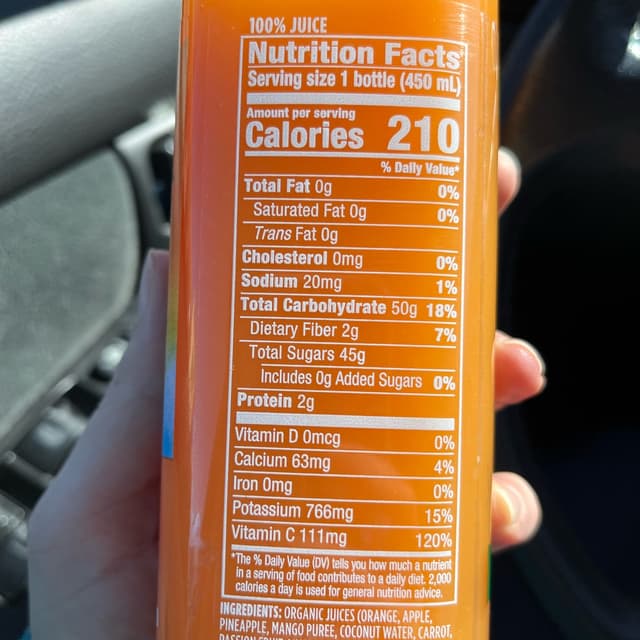 100% JUICE
Nutrition Facts
Serving size 1 bottle (450 mL)
Amount per serving
Calories 210
% Daily Value*
Total Fat 0g 0%
Saturated Fat 0g 0%
Trans Fat 0g
Cholesterol 0mg 0%
Sodium 20mg 1%
Total Carbohydrate 50g 18%
Dietary Fiber 2g 7%
Total Sugars 45g
Includes 0g Added Sugars 0%
Protein 2g
Vitamin D 0mcg 0%
Calcium 63mg 4%
Iron 0mg 0%
Potassium 766mg 15%
Vitamin C 111mg 120%
*The % Daily Value (DV) tells you how much a nutrient
in a serving of food contributes to a daily diet. 2,000
calories a day is used for general nutrition advice.
INGREDIENTS: ORGANIC JUICES (ORANGE, APPLE,
PINEAPPLE, MANGO PUREE, COCONUT WATER, CARROT,